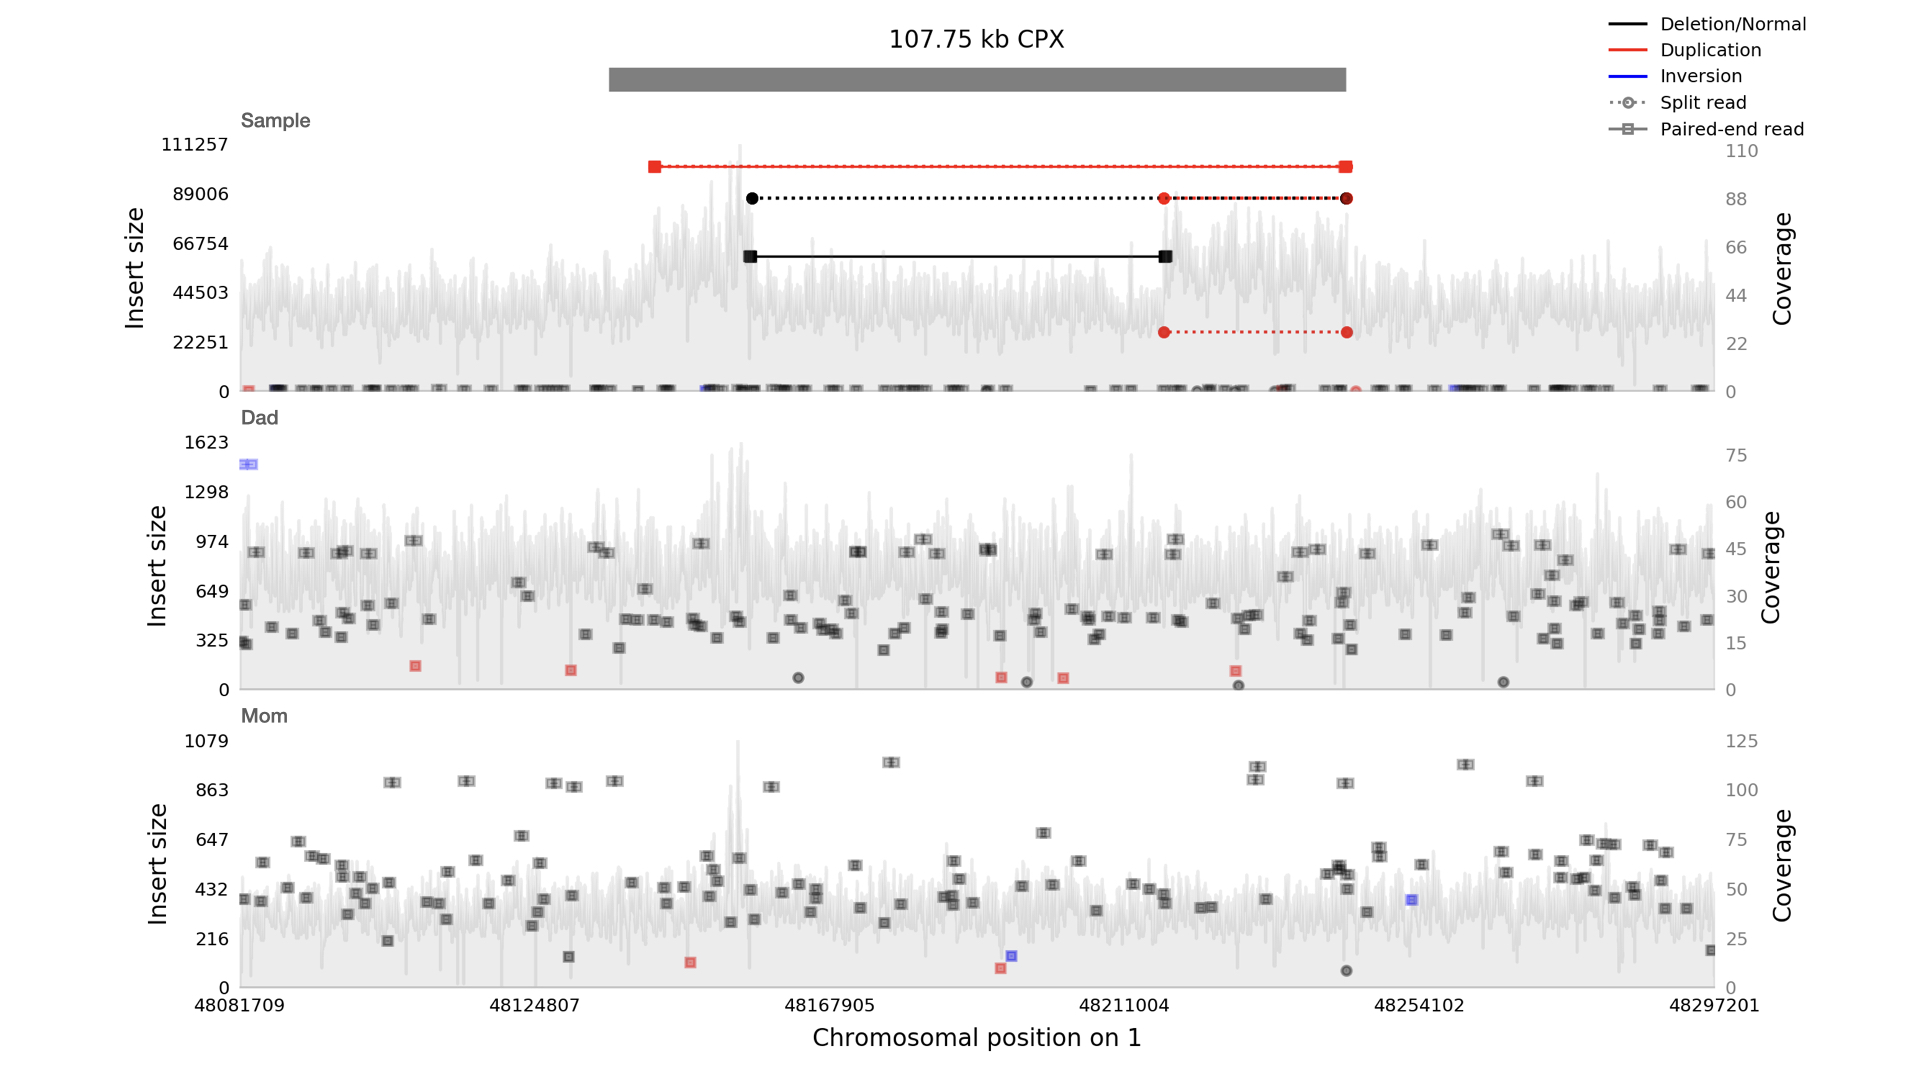 107.75 kb CPX
Deletion/Normal
Duplication
Inversion
Split read
Paired-end read
Sample
111257
89006
66754
44503
22251
0
Insert size
110
88
66
44
22
0
Coverage
Dad
1623
1298
974
649
325
0
Insert size
75
60
45
30
15
0
Coverage
Mom
1079
863
647
432
216
0
Insert size
125
100
75
50
25
0
Coverage
48081709 48124807 48167905 48211004 48254102 48297201
Chromosomal position on 1